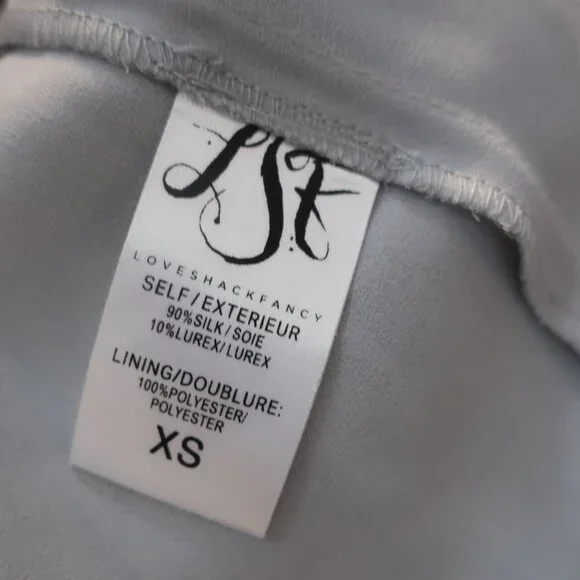 LSF
LOVESHACKFANCY
SELF/EXTERIEUR
90%SILK/SOIE
10%LUREX/LUREX
LINING/DOUBLURE:
100%POLYESTER/
POLYESTER
XS